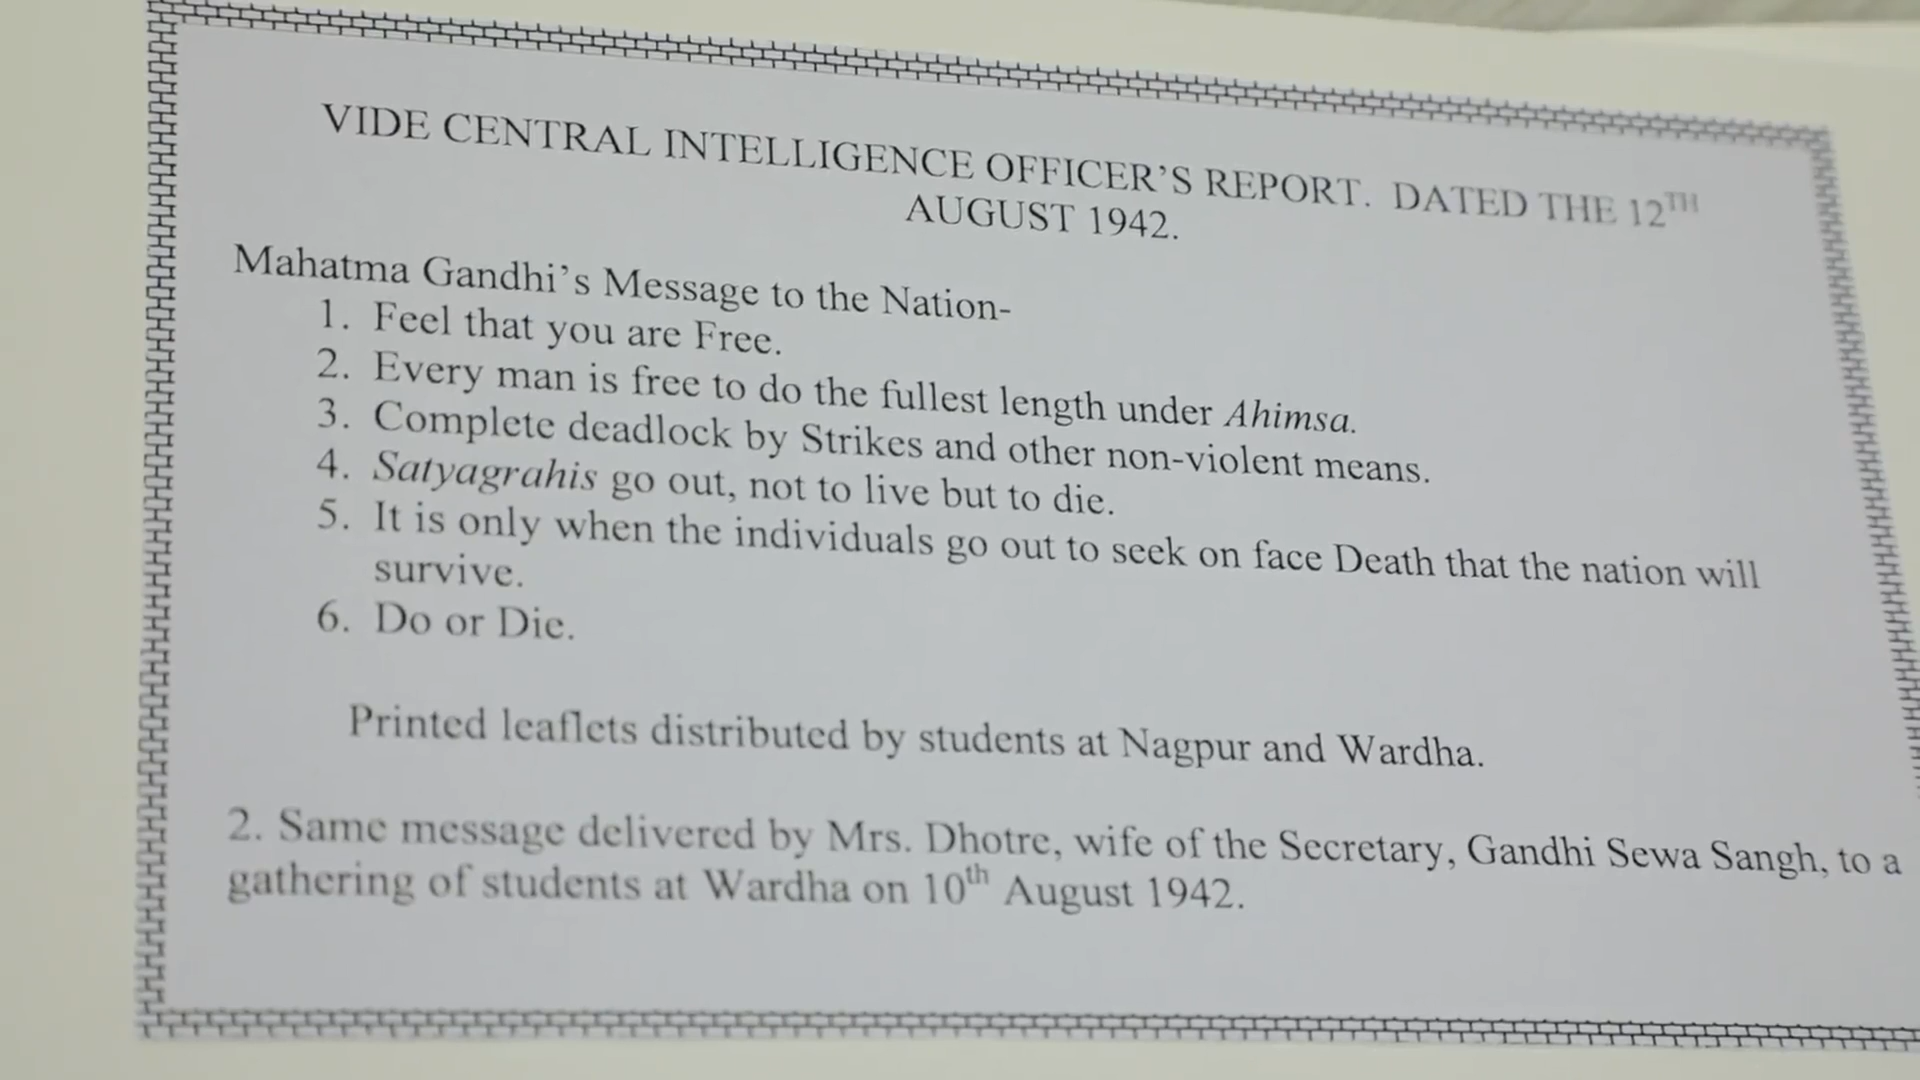 VIDE CENTRAL INTELLIGENCE OFFICER’S REPORT. DATED THE 12TH
AUGUST 1942.
Mahatma Gandhi’s Message to the Nation-
1. Feel that you are Free.
2. Every man is free to do the fullest length under Ahimsa.
3. Complete deadlock by Strikes and other non-violent means.
4. Satyagrahis go out, not to live but to die.
5. It is only when the individuals go out to seek on face Death that the nation will
survive.
6. Do or Die.
Printed leaflets distributed by students at Nagpur and Wardha.
2. Same message delivered by Mrs. Dhotre, wife of the Secretary, Gandhi Sewa Sangh, to a
gathering of students at Wardha on 10th August 1942.